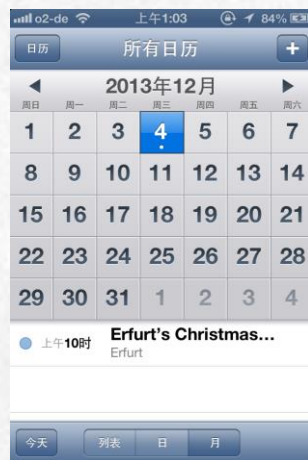 o2-de 上午1:03 84%
日历 所有日历 +
2013年12月
周日 周一 周二 周三 周四 周五 周六
1 2 3 4 5 6 7
8 9 10 11 12 13 14
15 16 17 18 19 20 21
22 23 24 25 26 27 28
29 30 31 1 2 3 4
上午10时 Erfurt's Christmas...
Erfurt
今天 列表 日 月